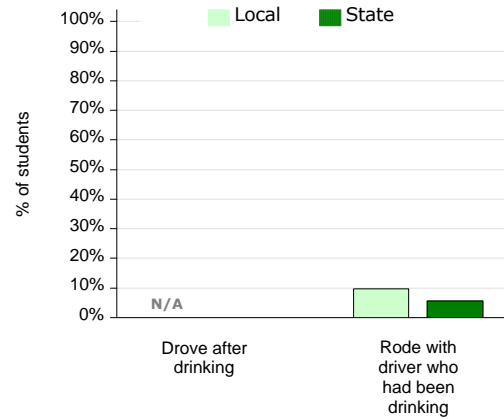 Local State
100%
90%
80%
70%
60%
50%
40%
30%
20%
10%
0%
% of students
N/A
Drove after
drinking
Rode with
driver who
had been
drinking